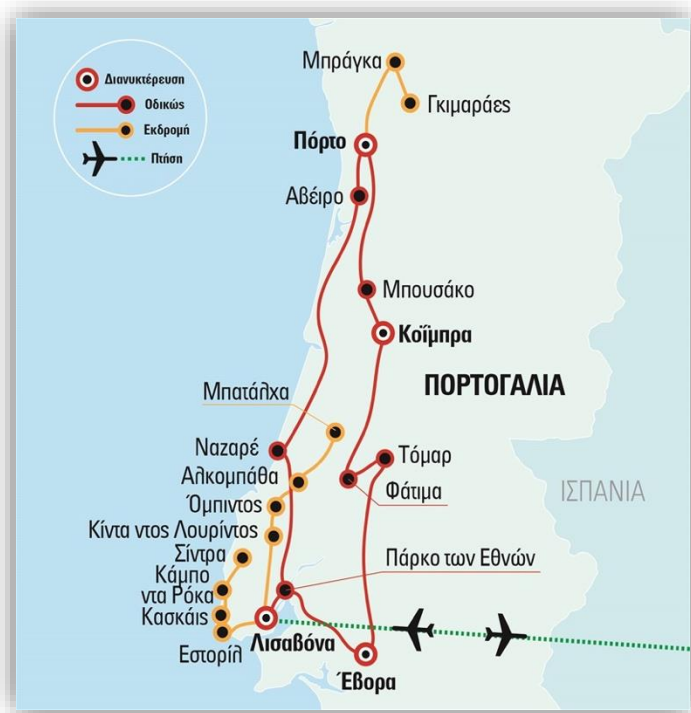 Διανυκτέρευση
Οδικώς
Εκδρομή
Πτήση
Μπράγκα
Γκιμαράες
Πόρτο
Αβέιρο
Μπουσάκο
Κοΐμπρα
ΠΟΡΤΟΓΑΛΙΑ
Μπατάλχα
Ναζαρέ
Τόμαρ
Αλκομπάθα
Φάτιμα
ΙΣΠΑΝΙΑ
Όμπιντος
Κίντα ντος Λουρίντος
Σίντρα
Πάρκο των Εθνών
Κάμπο
ντα Ρόκα
Κασκάις
Λισαβόνα
Εστορίλ
Έβορα